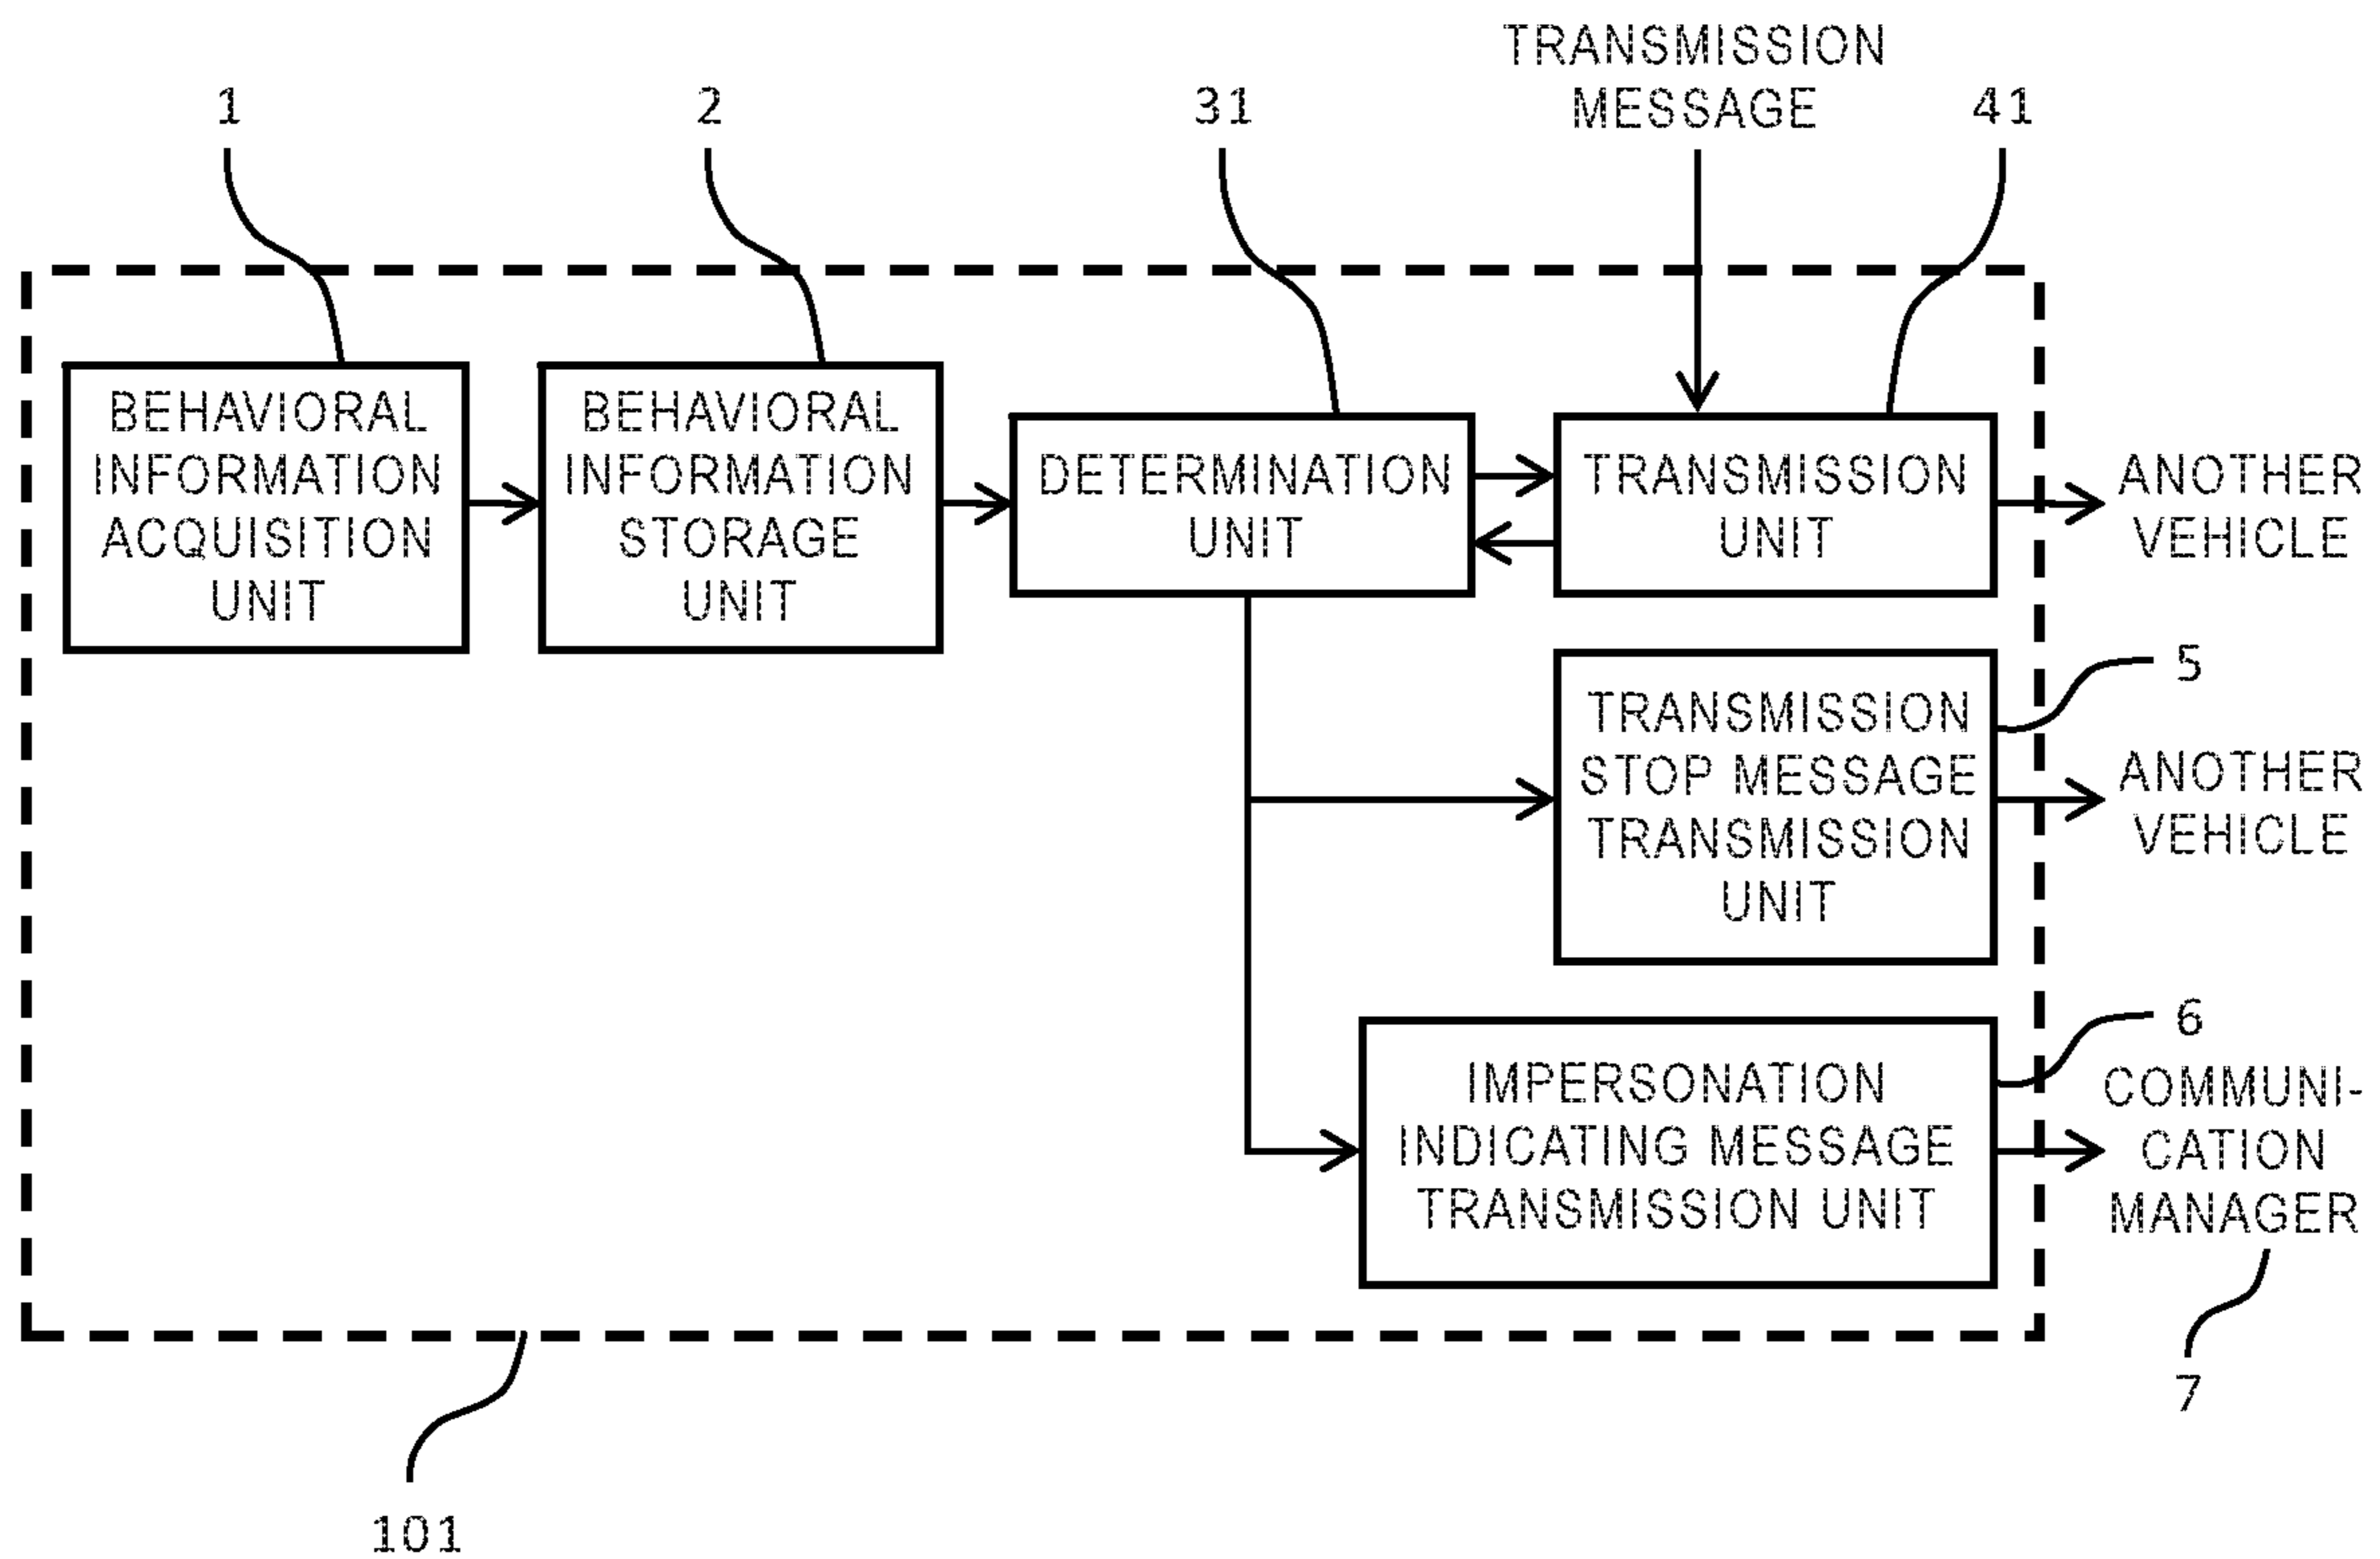 TRANSMISSION
MESSAGE
1
2
31
41
BEHAVIORAL
INFORMATION
ACQUISITION
UNIT
BEHAVIORAL
INFORMATION
STORAGE
UNIT
DETERMINATION
UNIT
TRANSMISSION
UNIT
ANOTHER
VEHICLE
5
TRANSMISSION
STOP MESSAGE
TRANSMISSION
UNIT
ANOTHER
VEHICLE
6
IMPERSONATION
INDICATING MESSAGE
TRANSMISSION UNIT
COMMUNI-
CATION
MANAGER
7
101